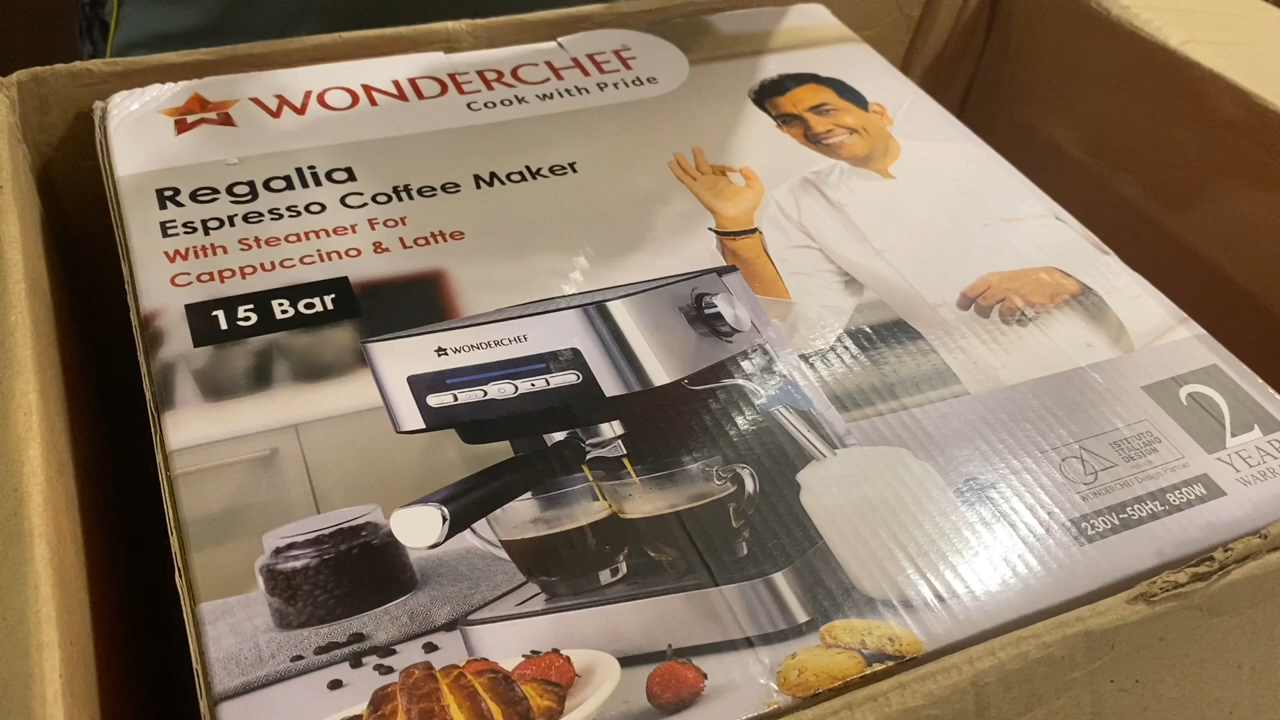 WONDERCHEF
Cook with Pride
Regalia
Espresso Coffee Maker
With Steamer For
Cappuccino & Latte
15 Bar
WONDERCHEF
ISTITUTO
ITALIANO
DESIGN
WONDERCHEF Design Partner
230V~50Hz, 850W
2
YEAR
WARR